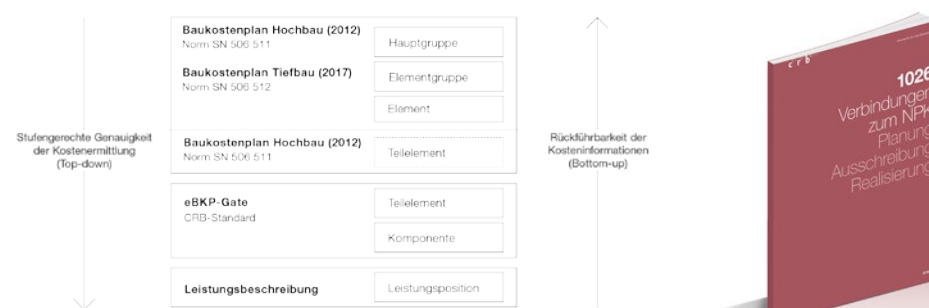 Baukostenplan Hochbau (2012)
Norm SN 506 511
Hauptgruppe
Baukostenplan Tiefbau (2017)
Norm SN 506 512
Elementgruppe
Element
Stufengerechte Genauigkeit
der Kostenermittlung
(Top-down)
Baukostenplan Hochbau (2012)
Norm SN 506 511
Teilelement
Rückführbarkeit der
Kosteninformationen
(Bottom-up)
eBKP-Gate
CRB-Standard
Teilelement
Komponente
Leistungsbeschreibung
Leistungsposition
crb
1026
Verbindungen
zum NPK
Planung
Ausschreibung
Realisierung